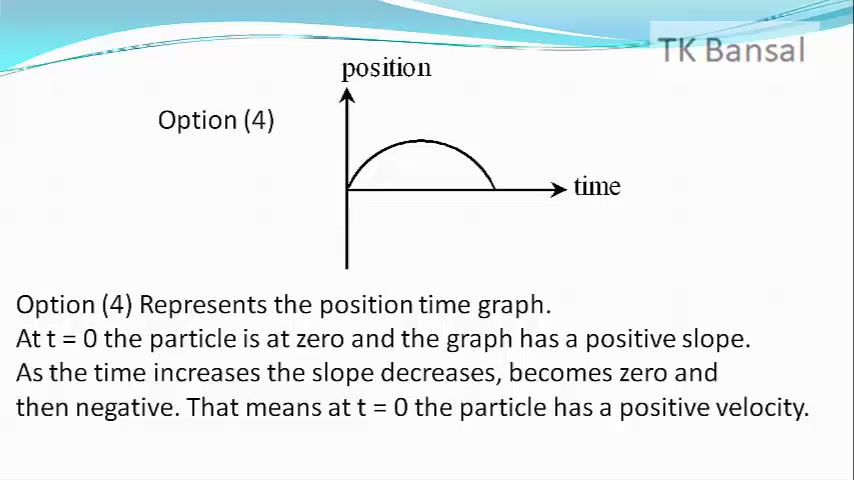 TK Bansal
position
Option (4)
time
Option (4) Represents the position time graph.
At t = 0 the particle is at zero and the graph has a positive slope.
As the time increases the slope decreases, becomes zero and
then negative. That means at t = 0 the particle has a positive velocity.